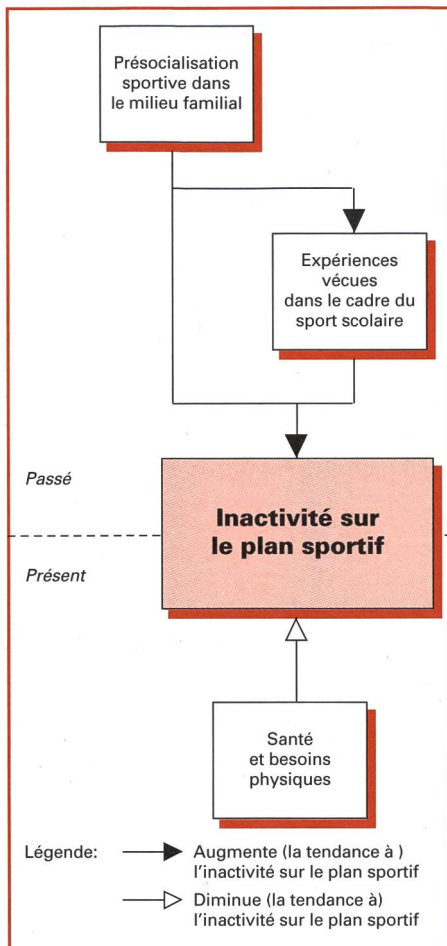 Présocialisation
sportive dans
le milieu familial
Expériences
vécues
dans le cadre du
sport scolaire
Passé
Inactivité sur
le plan sportif
Présent
Santé
et besoins
physiques
Légende:
Augmente (la tendance à )
l'inactivité sur le plan sportif
Diminue (la tendance à)
l'inactivité sur le plan sportif